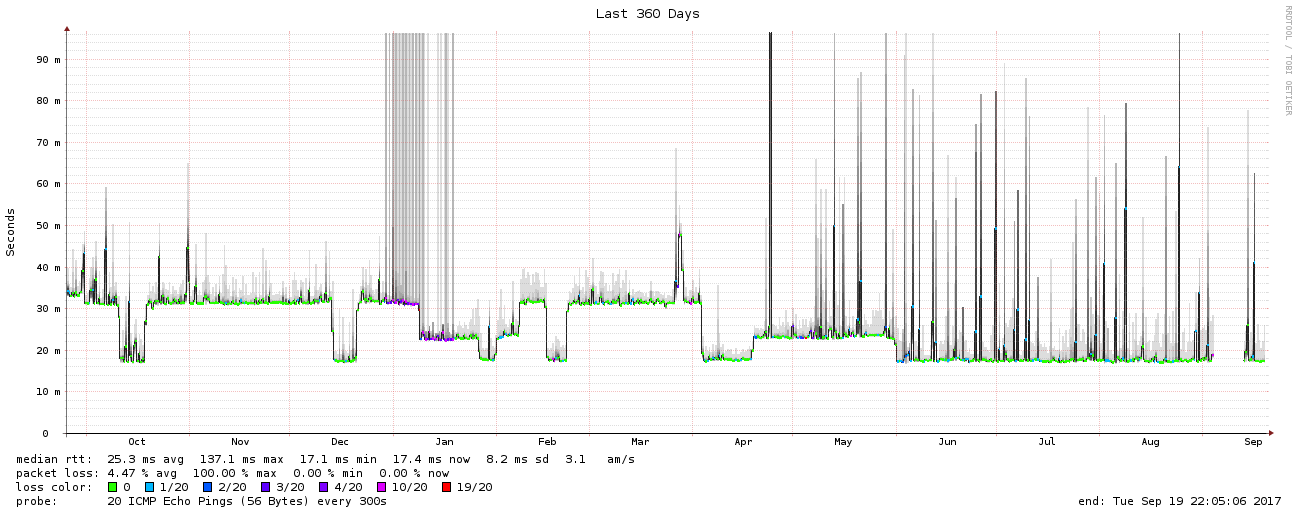 Last 360 Days
RRDTOOL / TOBI OETIKER
Seconds
90 m
80 m
70 m
60 m
50 m
40 m
30 m
20 m
10 m
0
Oct Nov Dec Jan Feb Mar Apr May Jun Jul Aug Sep
median rtt: 25.3 ms avg 137.1 ms max 17.1 ms min 17.4 ms now 8.2 ms sd 3.1 am/s
packet loss: 4.47 % avg 100.00 % max 0.00 % min 0.00 % now
loss color: 0 1/20 2/20 3/20 4/20 10/20 19/20
probe: 20 ICMP Echo Pings (56 Bytes) every 300s end: Tue Sep 19 22:05:06 2017